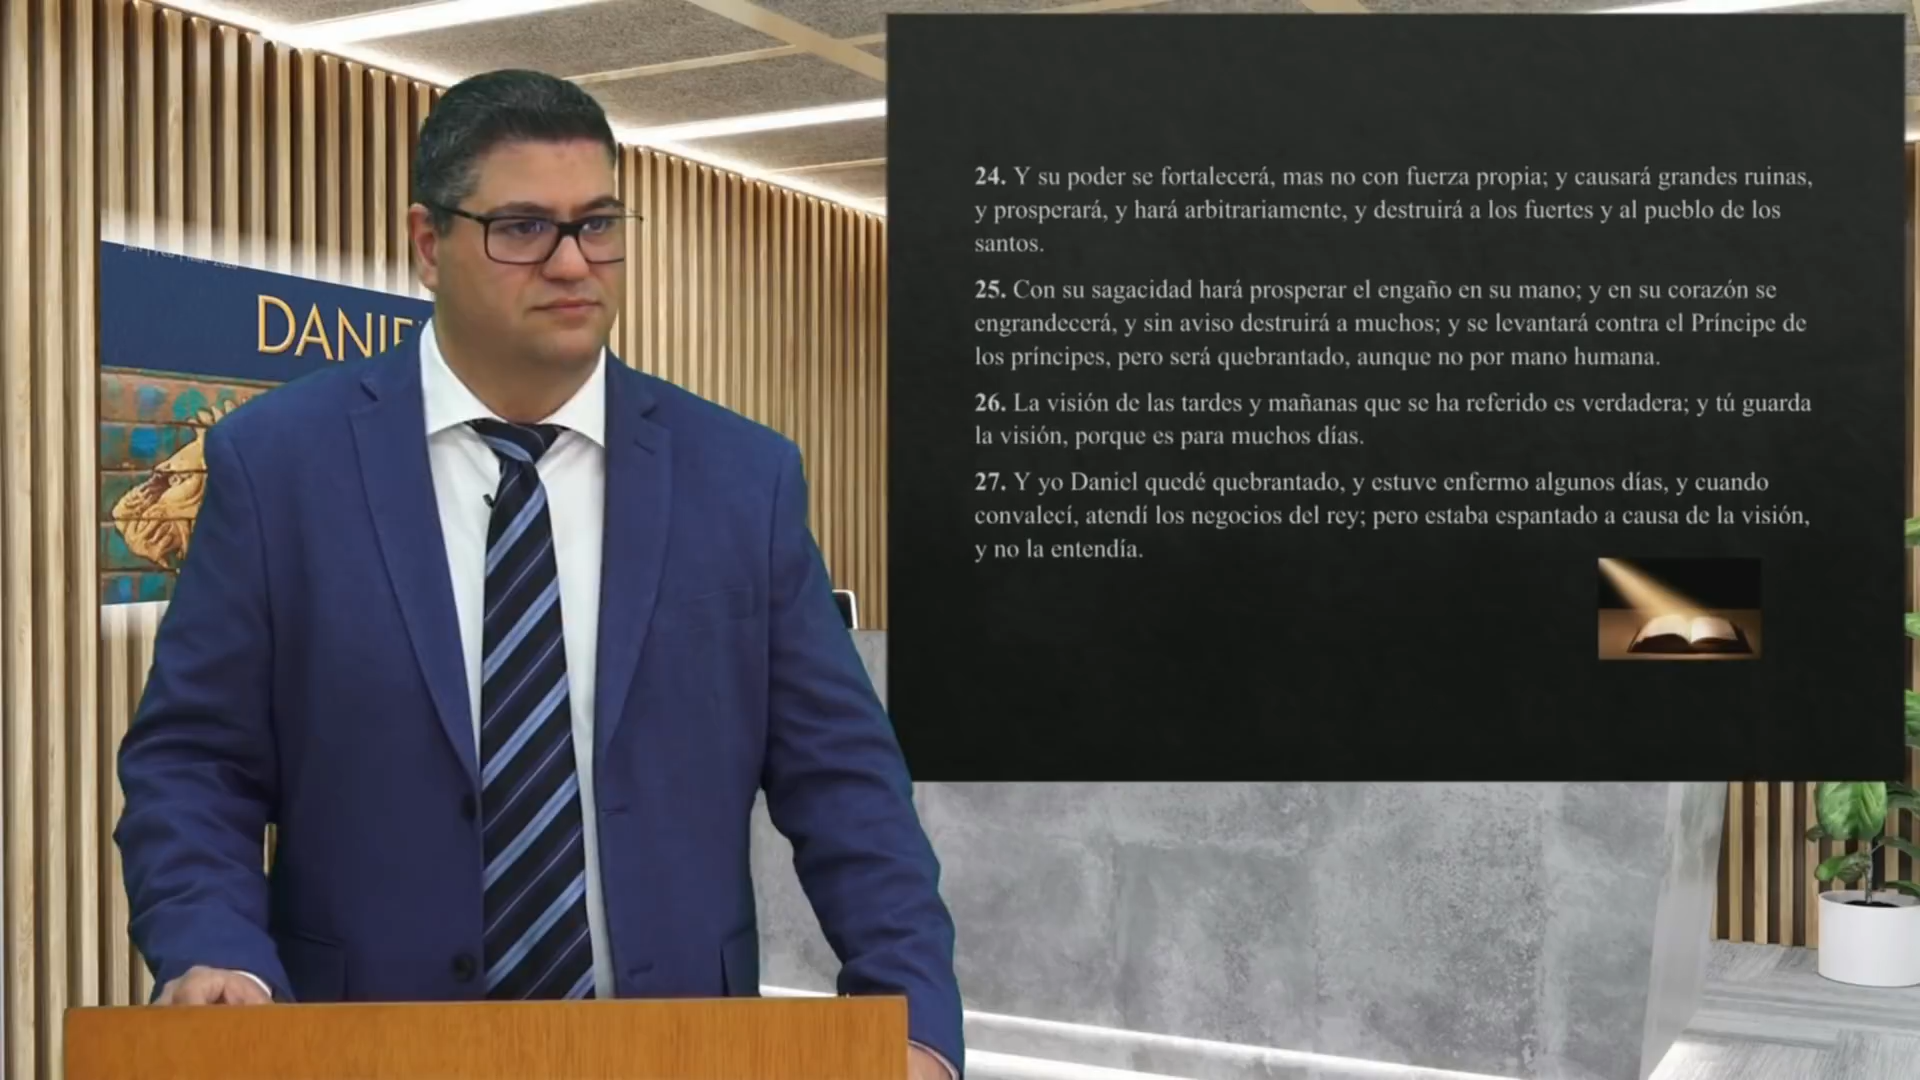 DANIE
24. Y su poder se fortalecerá, mas no con fuerza propia; y causará grandes ruinas,
y prosperará, y hará arbitrariamente, y destruirá a los fuertes y al pueblo de los
santos.
25. Con su sagacidad hará prosperar el engaño en su mano; y en su corazón se
engrandecerá, y sin aviso destruirá a muchos; y se levantará contra el Príncipe de
los príncipes, pero será quebrantado, aunque no por mano humana.
26. La visión de las tardes y mañanas que se ha referido es verdadera; y tú guarda
la visión, porque es para muchos días.
27. Y yo Daniel quedé quebrantado, y estuve enfermo algunos días, y cuando
convalecí, atendí los negocios del rey; pero estaba espantado a causa de la visión,
y no la entendía.